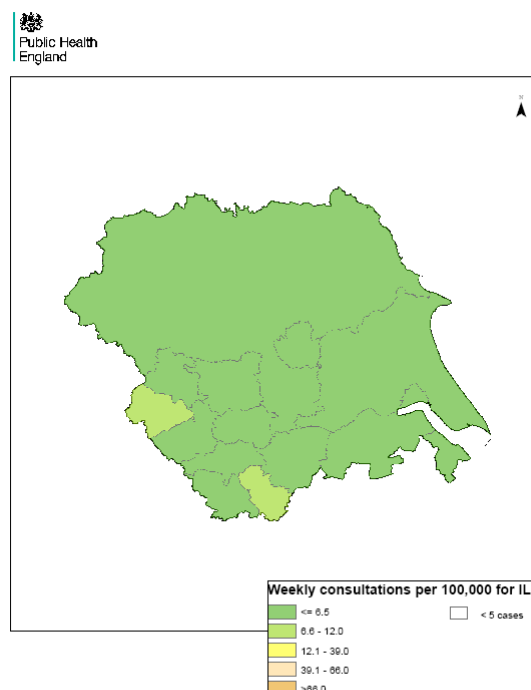 Public Health
England
N
Weekly consultations per 100,000 for IL
<= 6.5
< 5 cases
6.6 - 12.0
12.1 - 39.0
39.1 - 66.0
>66.0